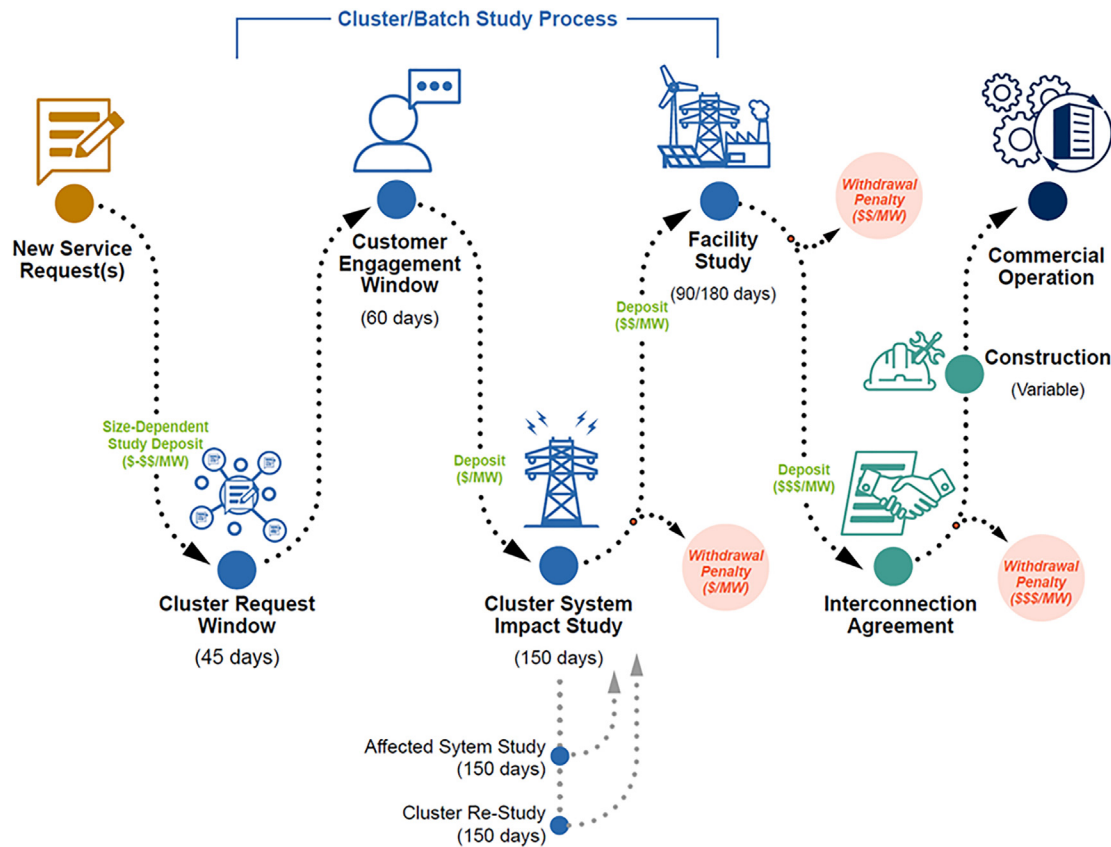 Cluster/Batch Study Process
New Service
Request(s)
Size-Dependent
Study Deposit
($-$$/MW)
Cluster Request
Window
(45 days)
Customer
Engagement
Window
(60 days)
Deposit
($/MW)
Cluster System
Impact Study
(150 days)
Affected Sytem Study
(150 days)
Cluster Re-Study
(150 days)
Withdrawal
Penalty
($/MW)
Deposit
($$/MW)
Facility
Study
(90/180 days)
Withdrawal
Penalty
($$/MW)
Deposit
($$$/MW)
Interconnection
Agreement
Withdrawal
Penalty
($$$/MW)
Construction
(Variable)
Commercial
Operation